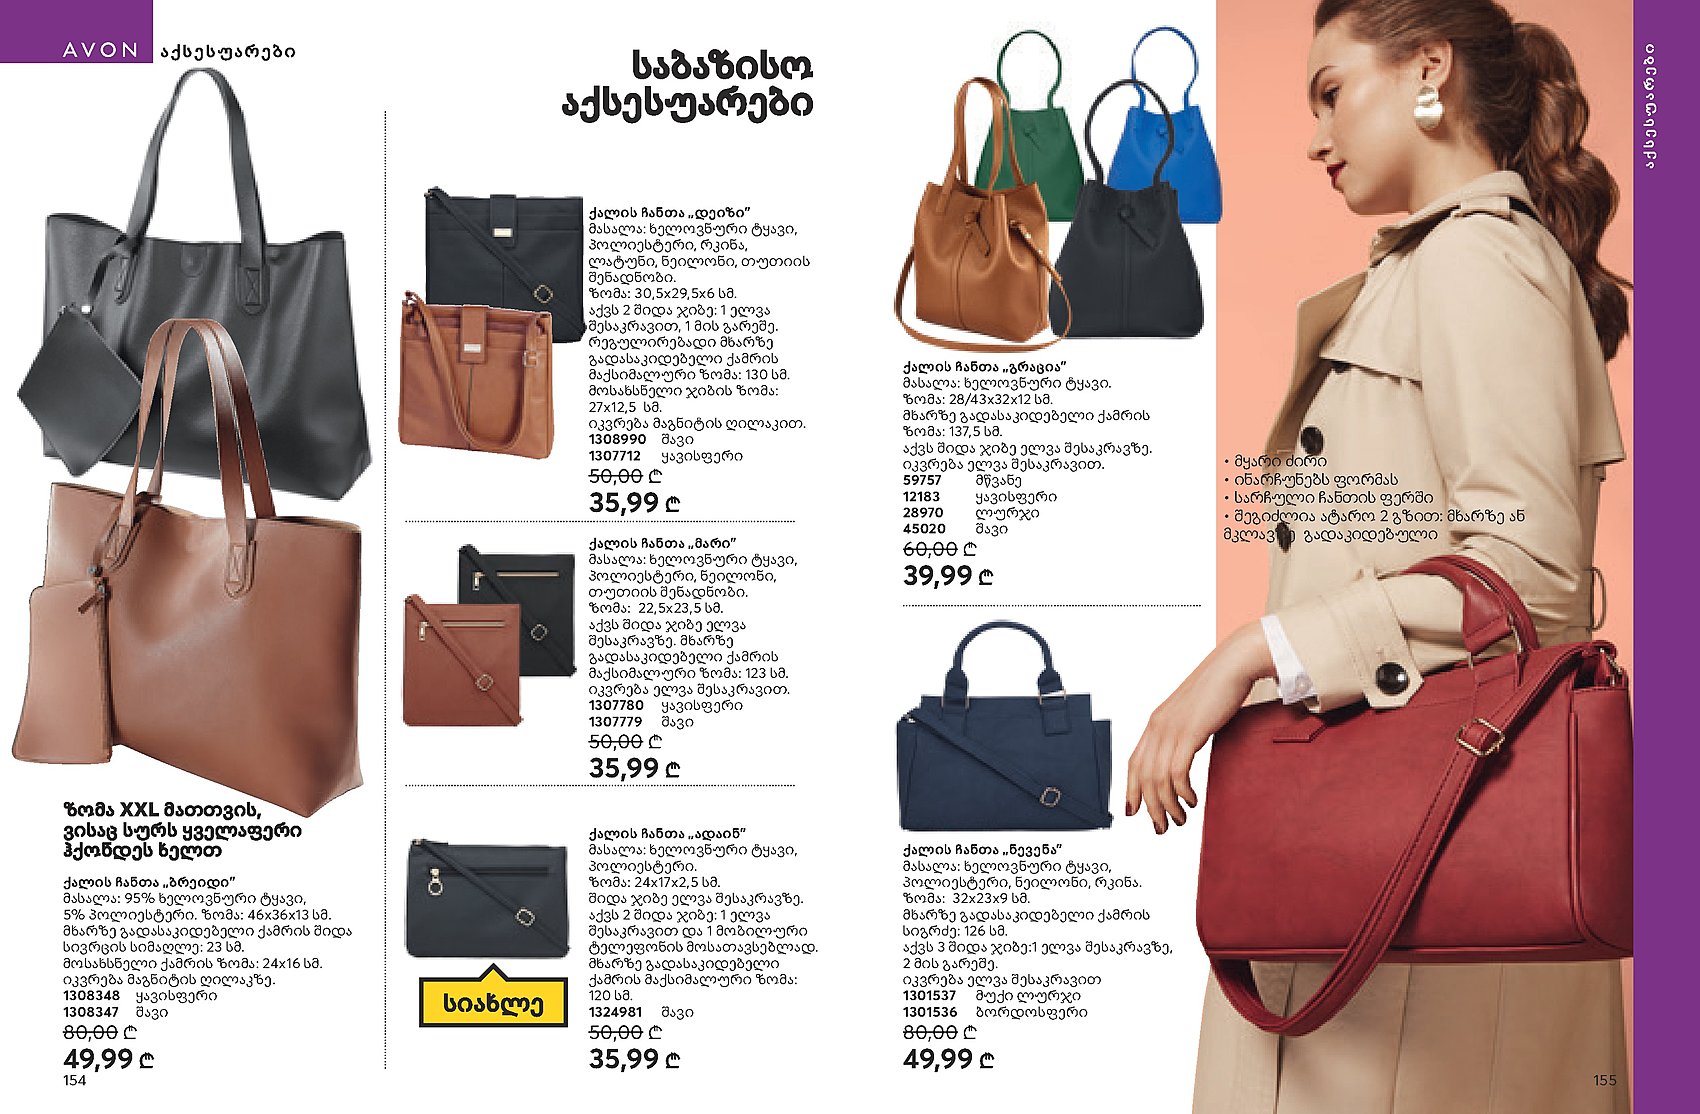 AVON აქსესუარები
საბაზისო
აქსესუარები
ზომა XXL მათთვის,
ვისაც სურს ყველაფერი
ჰქონდეს ხელთ
ქალის ჩანთა „ბრეიდი”
მასალა: 95% ხელოვნური ტყავი,
5% პოლიესტერი. ზომა: 46x36x13 სმ.
მხარზე გადასაკიდებელი ქამრის შიდა
სივრცის სიმაღლე: 23 სმ.
მოსახსნელი ქამრის ზომა: 24x16 სმ.
იკვრება მაგნიტის ღილაკზე.
1308348 ყავისფერი
1308347 შავი
80,00 ₾
49,99 ₾
154
ქალის ჩანთა „დეიზი”
მასალა: ხელოვნური ტყავი,
პოლიესტერი, რკინა,
ლატუნი, ნეილონი, თუთიის
შენადნობი.
ზომა: 30,5x29,5x6 სმ.
აქვს 2 შიდა ჯიბე: 1 ელვა
შესაკრავით, 1 მის გარეშე.
რეგულირებადი მხარზე
გადასაკიდებელი ქამრის
მაქსიმალური ზომა: 130 სმ.
მოსახსნელი ჯიბის ზომა:
27x12,5 სმ.
იკვრება მაგნიტის ღილაკით.
1308990 შავი
1307712 ყავისფერი
50,00 ₾
35,99 ₾
ქალის ჩანთა „მარი”
მასალა: ხელოვნური ტყავი,
პოლიესტერი, ნეილონი,
თუთიის შენადნობი.
ზომა: 22,5x23,5 სმ.
აქვს შიდა ჯიბე ელვა
შესაკრავზე. მხარზე
გადასაკიდებელი ქამრის
მაქსიმალური ზომა: 123 სმ.
იკვრება ელვა შესაკრავით.
1307780 ყავისფერი
1307779 შავი
50,00 ₾
35,99 ₾
სიახლე
ქალის ჩანთა „ადაინ”
მასალა: ხელოვნური ტყავი,
პოლიესტერი.
ზომა: 24x17x2,5 სმ.
შიდა ჯიბე ელვა შესაკრავზე.
აქვს 2 შიდა ჯიბე: 1 ელვა
შესაკრავით და 1 მობილური
ტელეფონის მოსათავსებლად.
მხარზე გადასაკიდებელი
ქამრის მაქსიმალური ზომა:
120 სმ.
1324981 შავი
50,00 ₾
35,99 ₾
ქალის ჩანთა „გრაცია”
მასალა: ხელოვნური ტყავი.
ზომა: 28/43x32x12 სმ.
მხარზე გადასაკიდებელი ქამრის
ზომა: 137,5 სმ.
აქვს შიდა ჯიბე ელვა შესაკრავზე.
იკვრება ელვა შესაკრავით.
59757 მწვანე
12183 ყავისფერი
28970 ლურჯი
45020 შავი
60,00 ₾
39,99 ₾
ქალის ჩანთა „ნევენა”
მასალა: ხელოვნური ტყავი,
პოლიესტერი, ნეილონი, რკინა.
ზომა: 32x23x9 სმ.
მხარზე გადასაკიდებელი ქამრის
სიგრძე: 126 სმ.
აქვს 3 შიდა ჯიბე:1 ელვა შესაკრავზე,
2 მის გარეშე.
იკვრება ელვა შესაკრავით
1301537 მუქი ლურჯი
1301536 ბორდოსფერი
80,00 ₾
49,99 ₾
• მყარი ძირი
• ინარჩუნებს ფორმას
• სარჩული ჩანთის ფერში
• შეგიძლია ატარო 2 გზით: მხარზე ან
მკლავზე გადაკიდებული
აქსესუარები
155